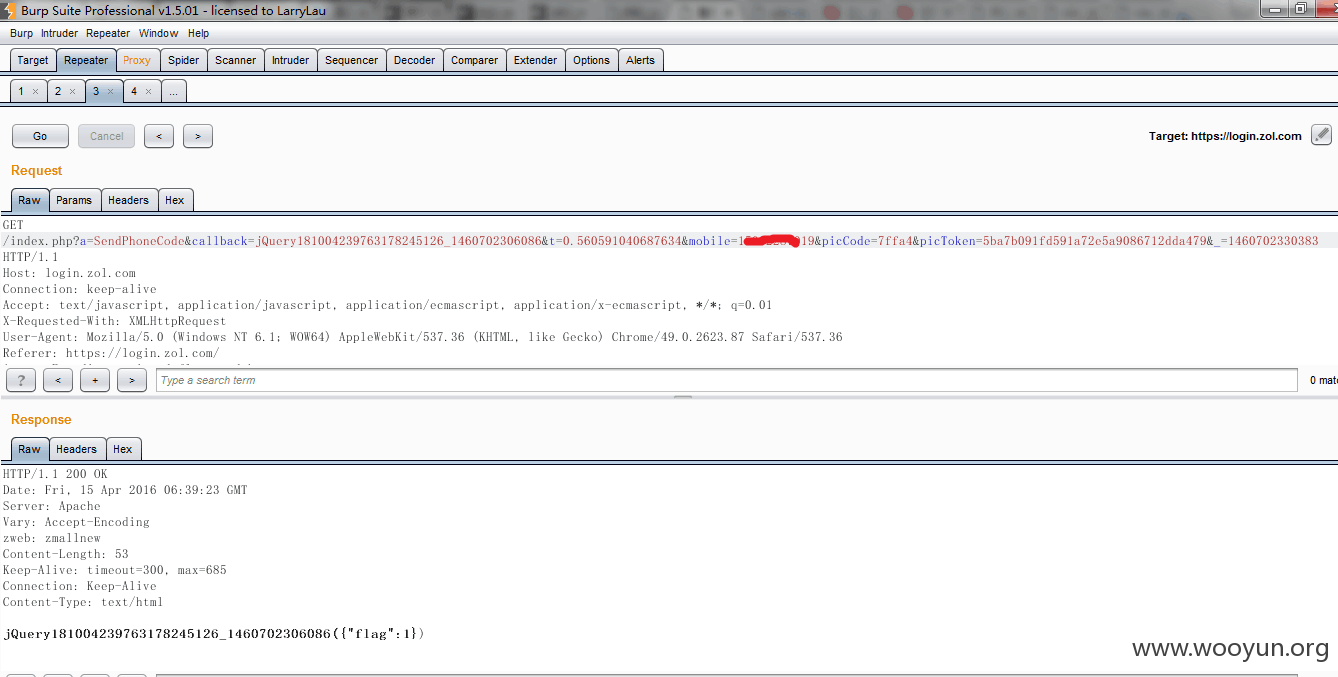 Burp Suite Professional v1.5.01 - licensed to LarryLau
Burp Intruder Repeater Window Help
Target Repeater Proxy Spider Scanner Intruder Sequencer Decoder Comparer Extender Options Alerts
1 × 2 × 3 × 4 × ...
Go Cancel < > Target: https://login.zol.com
Request
Raw Params Headers Hex
GET
/index.php?a=SendPhoneCode&callback=jQuery181004239763178245126_1460702306086&t=0.560591040687634&mobile=1 19&picCode=7ffa4&picToken=5ba7b091fd591a72e5a9086712dda479&_=1460702330383
HTTP/1.1
Host: login.zol.com
Connection: keep-alive
Accept: text/javascript, application/javascript, application/ecmascript, application/x-ecmascript, */*; q=0.01
X-Requested-With: XMLHttpRequest
User-Agent: Mozilla/5.0 (Windows NT 6.1; WOW64) AppleWebKit/537.36 (KHTML, like Gecko) Chrome/49.0.2623.87 Safari/537.36
Referer: https://login.zol.com/
? < + > Type a search term 0 mat
Response
Raw Headers Hex
HTTP/1.1 200 OK
Date: Fri, 15 Apr 2016 06:39:23 GMT
Server: Apache
Vary: Accept-Encoding
zweb: zmallnew
Content-Length: 53
Keep-Alive: timeout=300, max=685
Connection: Keep-Alive
Content-Type: text/html
jQuery181004239763178245126_1460702306086({"flag":1})
www.wooyun.org